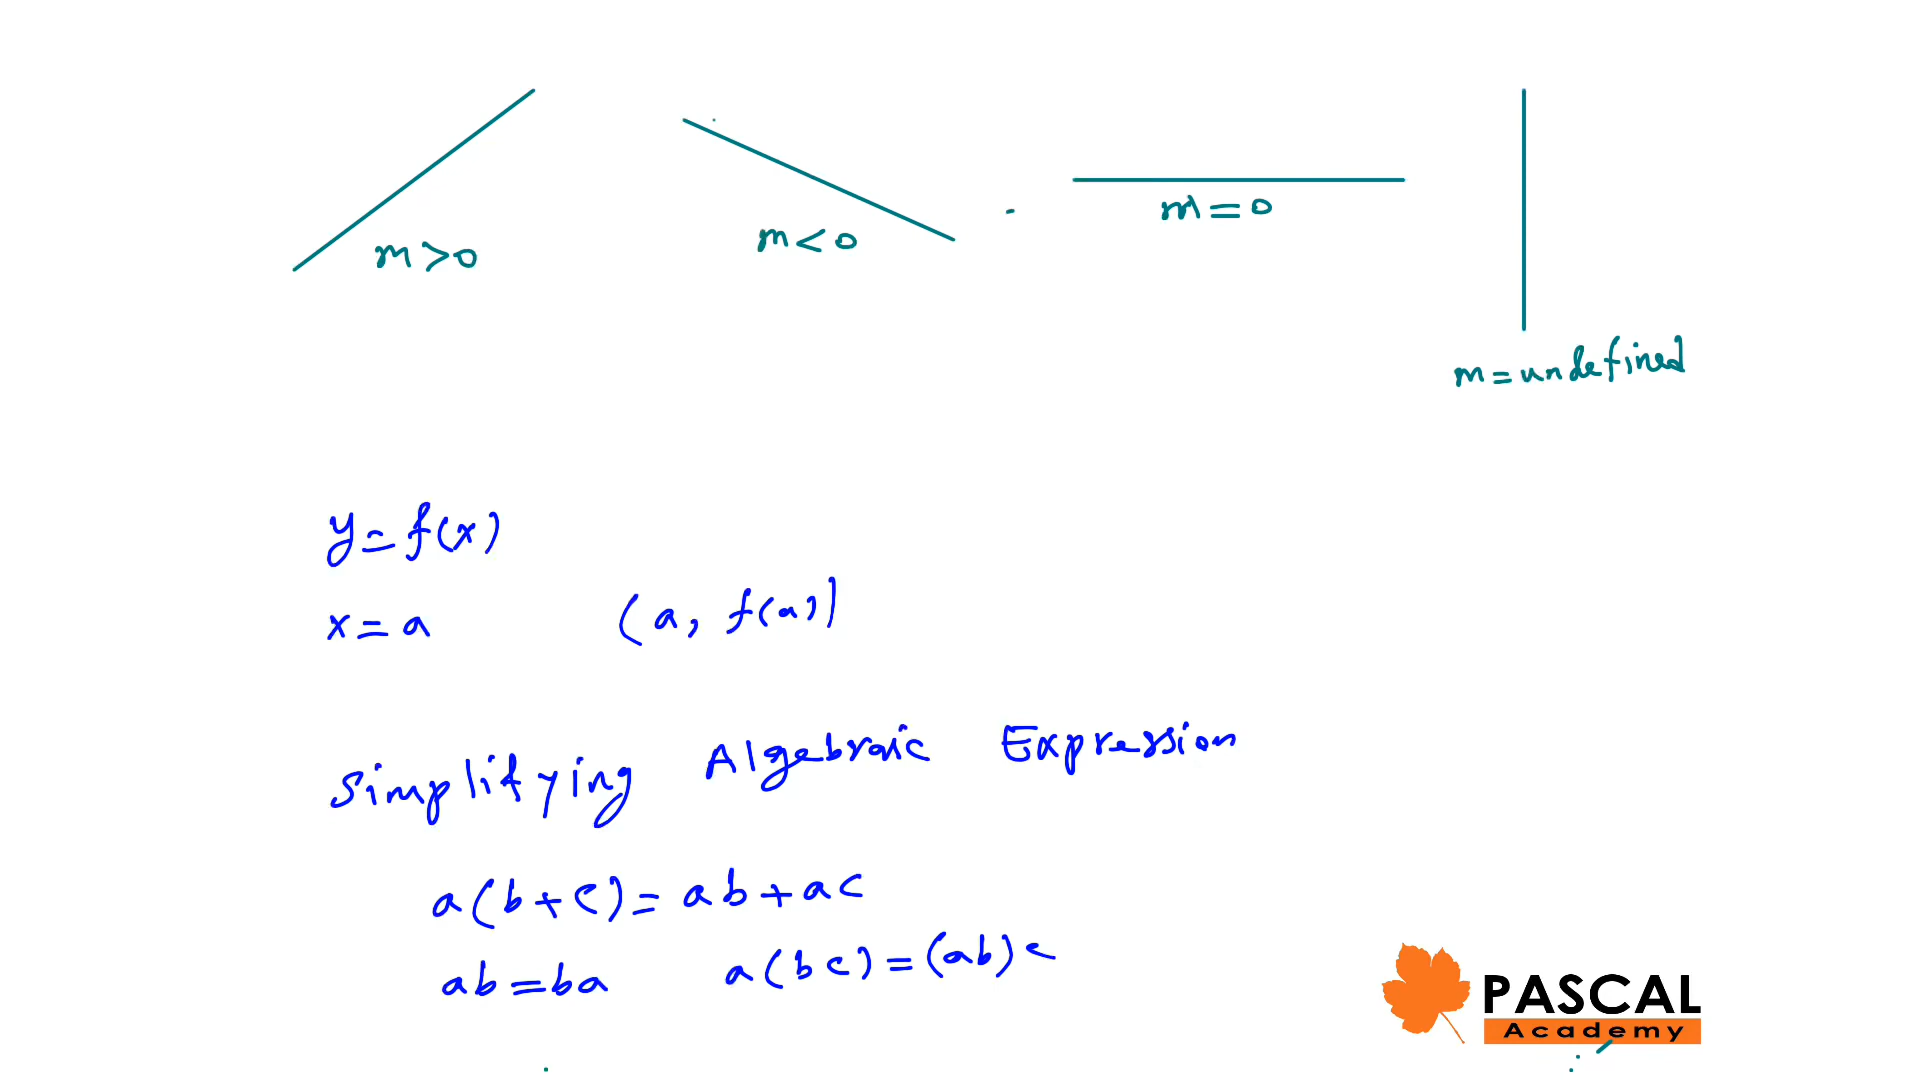 m>0
m<0
m=0
m=undefined
y=f(x)
x=a (a, f(a))
Simplifying Algebraic Expression
a(b+c)=ab+ac
ab=ba a(bc)=(ab)c
PASCAL
Academy